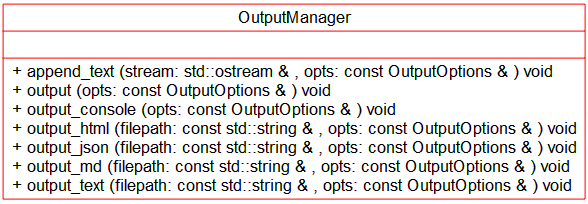 OutputManager
+ append_text (stream: std::ostream & , opts: const OutputOptions & ) void
+ output (opts: const OutputOptions & ) void
+ output_console (opts: const OutputOptions & ) void
+ output_html (filepath: const std::string & , opts: const OutputOptions & ) void
+ output_json (filepath: const std::string & , opts: const OutputOptions & ) void
+ output_md (filepath: const std::string & , opts: const OutputOptions & ) void
+ output_text (filepath: const std::string & , opts: const OutputOptions & ) void